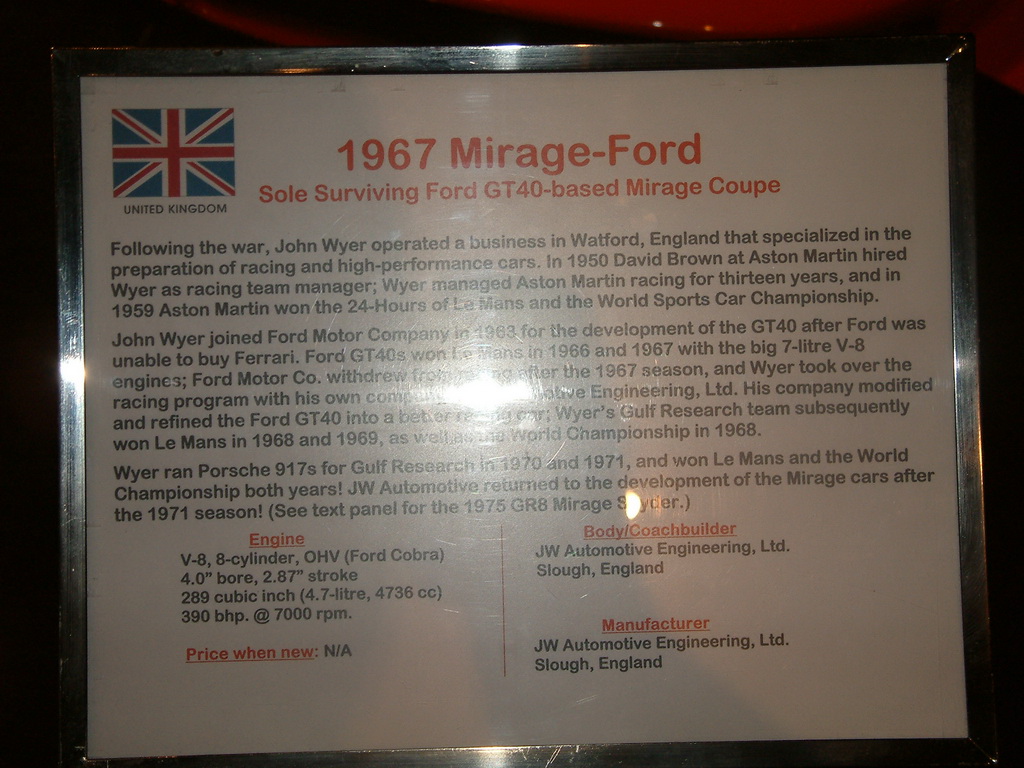 1967 Mirage-Ford
Sole Surviving Ford GT40-based Mirage Coupe
UNITED KINGDOM
Following the war, John Wyer operated a business in Watford, England that specialized in the
preparation of racing and high-performance cars. In 1950 David Brown at Aston Martin hired
Wyer as racing team manager; Wyer managed Aston Martin racing for thirteen years, and in
1959 Aston Martin won the 24-Hours of Le Mans and the World Sports Car Championship.
John Wyer joined Ford Motor Company in 1963 for the development of the GT40 after Ford was
unable to buy Ferrari. Ford GT40s won Le Mans in 1966 and 1967 with the big 7-litre V-8
engines; Ford Motor Co. withdrew from racing after the 1967 season, and Wyer took over the
racing program with his own Engineering, Ltd. His company modified
and refined the Ford GT40 into a better racing car; Wyer's Gulf Research team subsequently
won Le Mans in 1968 and 1969, as well as the World Championship in 1968.
Wyer ran Porsche 917s for Gulf Research in 1970 and 1971, and won Le Mans and the World
Championship both years! JW Automotive returned to the development of the Mirage cars after
the 1971 season! (See text panel for the 1975 GR8 Mirage Spyder.)
Engine
V-8, 8-cylinder, OHV (Ford Cobra)
4.0" bore, 2.87" stroke
289 cubic inch (4.7-litre, 4736 cc)
390 bhp. @ 7000 rpm.
Price when new: N/A
Body/Coachbuilder
JW Automotive Engineering, Ltd.
Slough, England
Manufacturer
JW Automotive Engineering, Ltd.
Slough, England